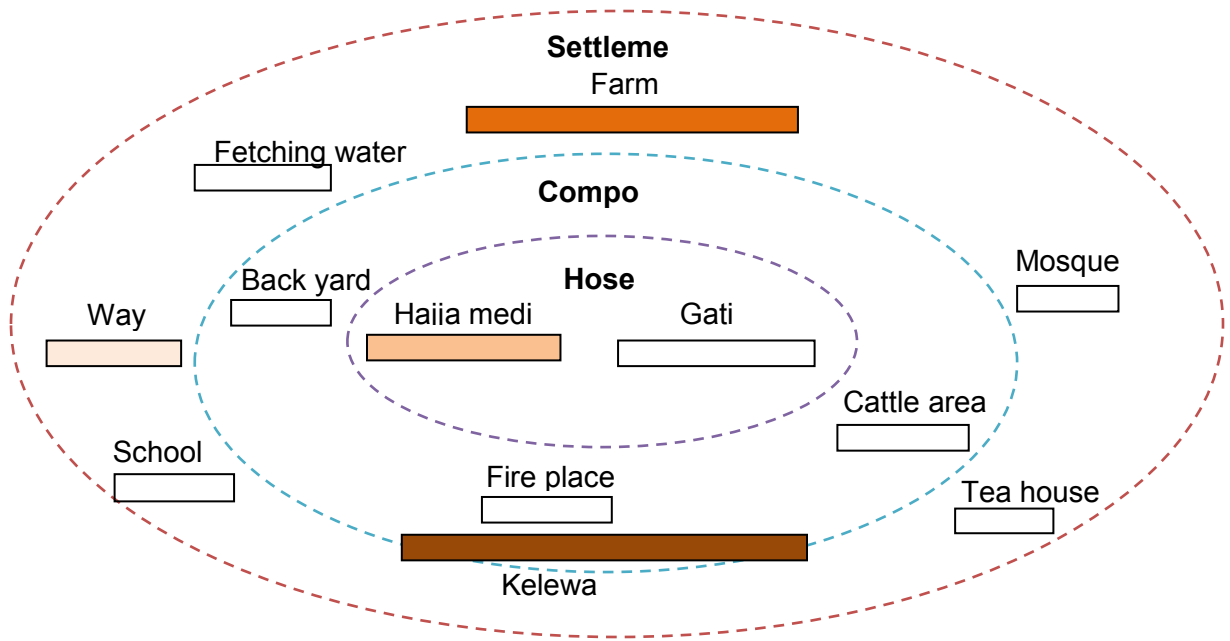 Settleme
Farm
Fetching water
Compo
Mosque
Back yard
Hose
Way
Haiia medi
Gati
Cattle area
School
Fire place
Tea house
Kelewa